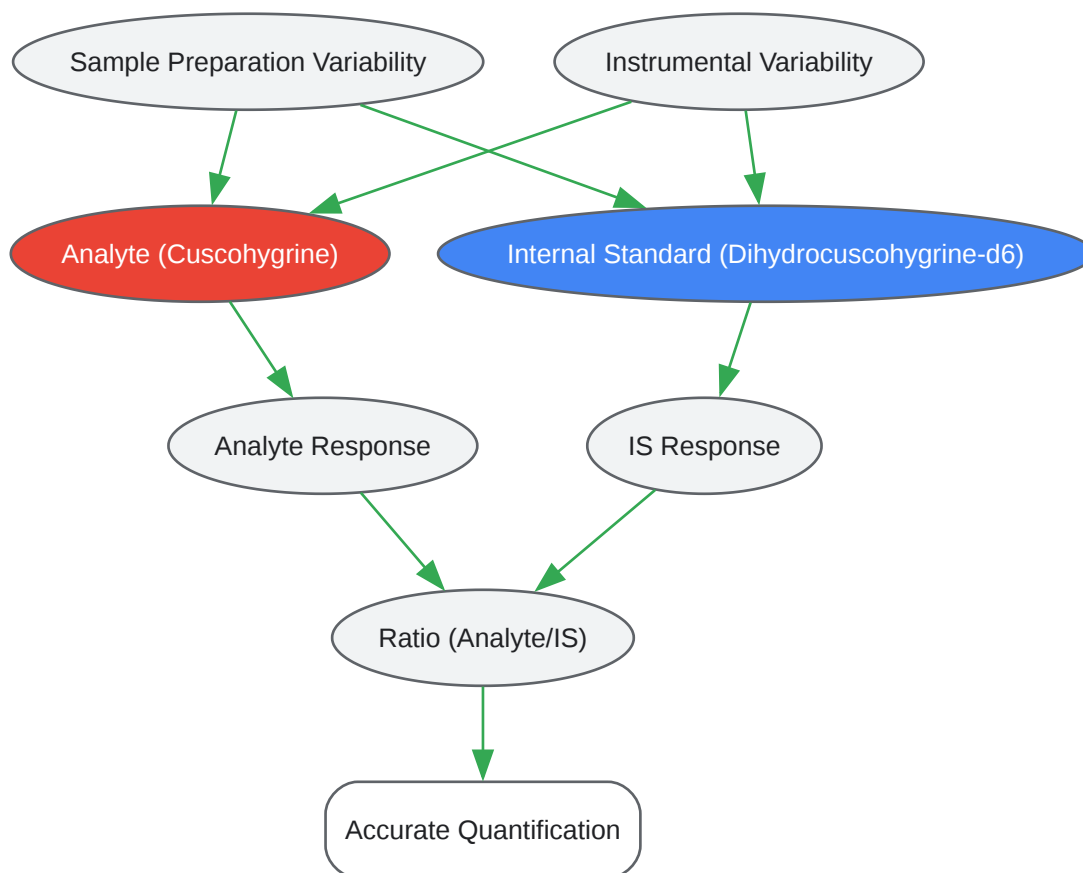 Sample Preparation Variability
Instrumental Variability
Analyte (Cuscohygrine)
Internal Standard (Dihydrocuscohygrine-d6)
Analyte Response
IS Response
Ratio (Analyte/IS)
Accurate Quantification